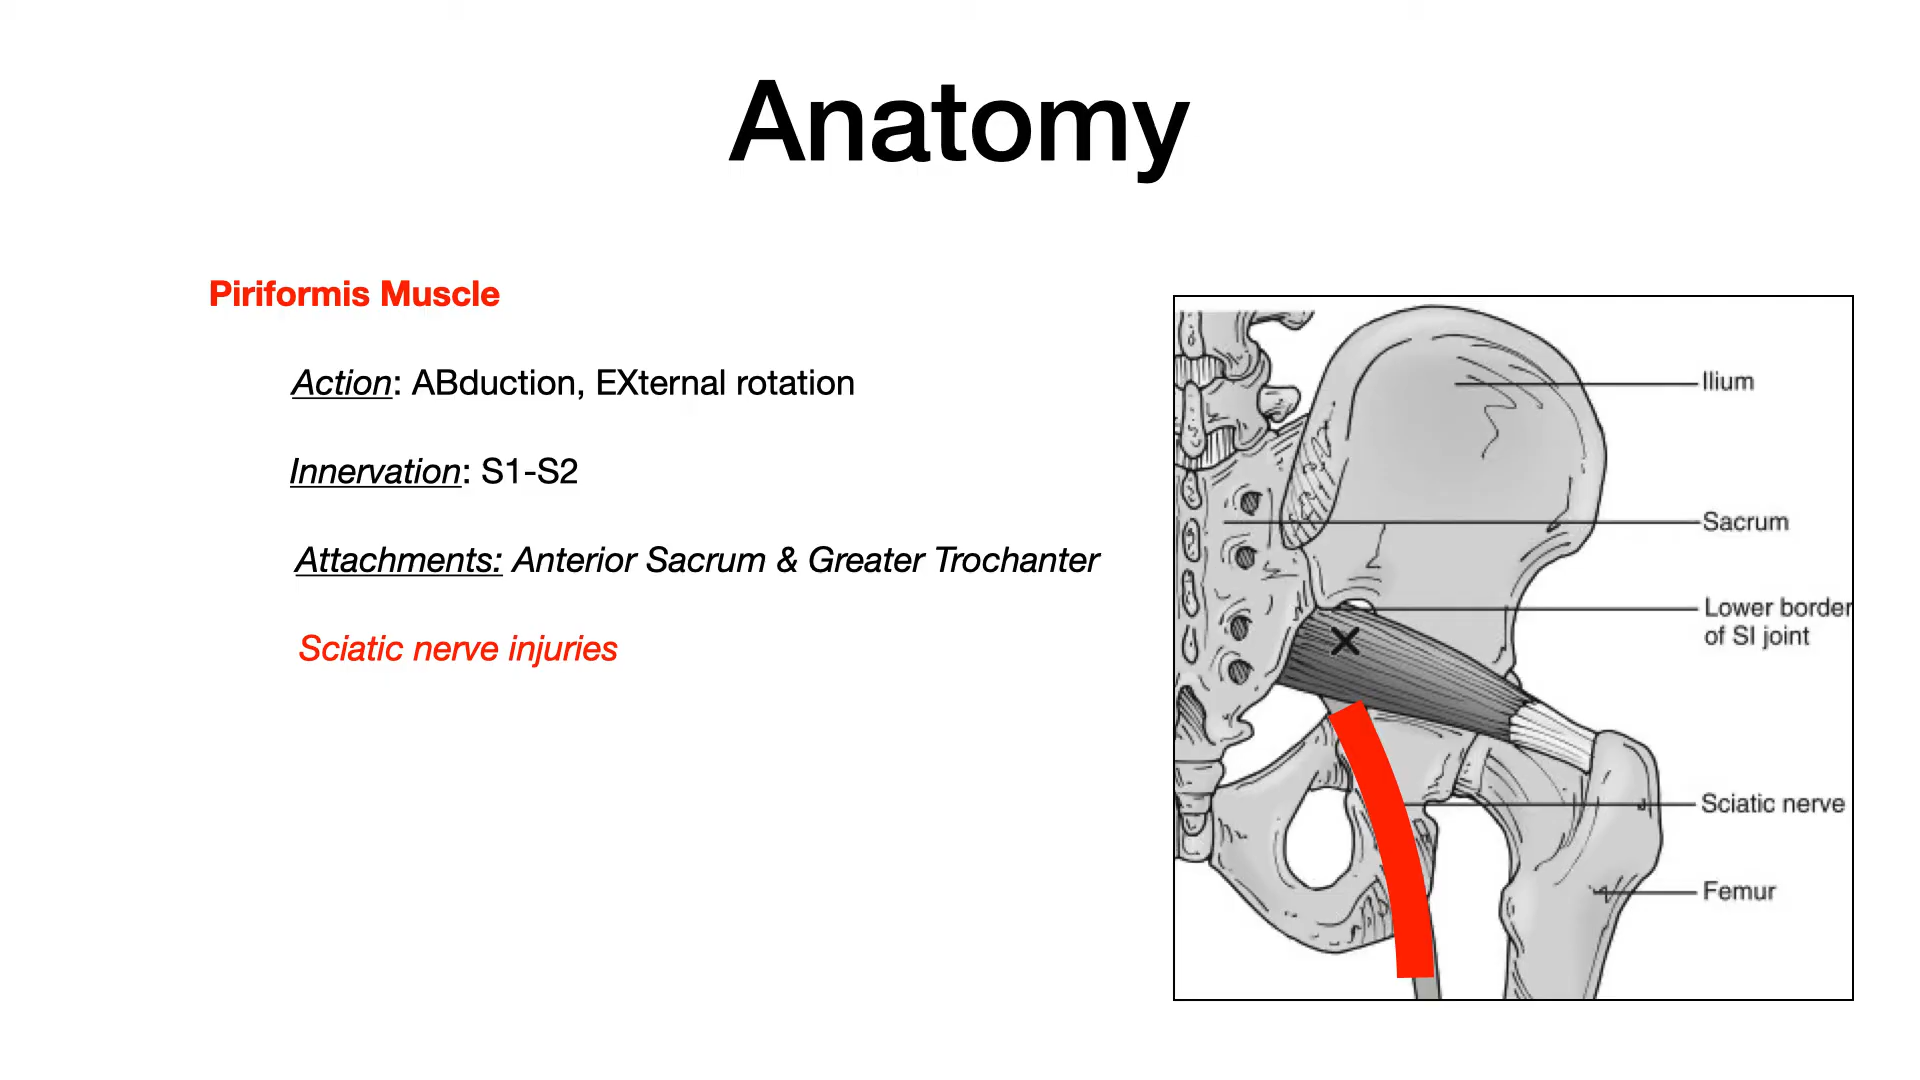 Anatomy
Piriformis Muscle
Action: ABduction, EXternal rotation
Innervation: S1-S2
Attachments: Anterior Sacrum & Greater Trochanter
Sciatic nerve injuries
Ilium
Sacrum
Lower border
of SI joint
Sciatic nerve
Femur